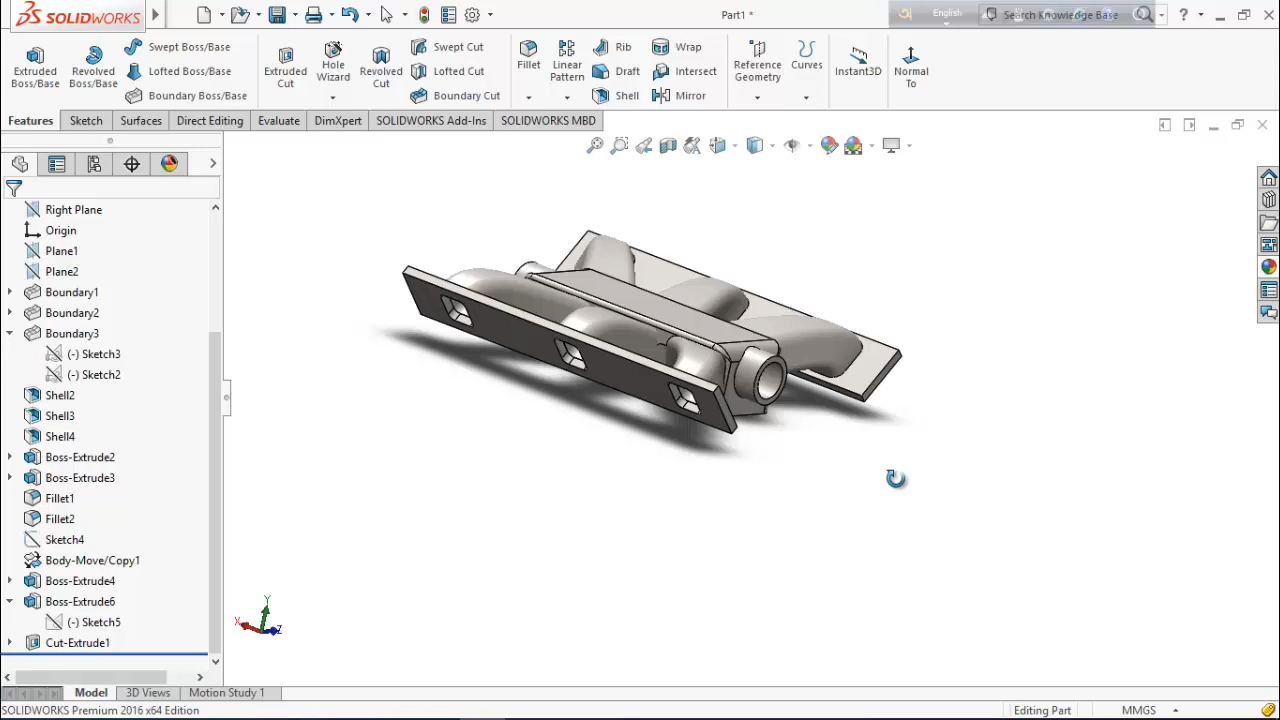 SOLIDWORKS
Part1 *
English
Search Knowledge Base
Extruded Boss/Base
Revolved Boss/Base
Swept Boss/Base
Lofted Boss/Base
Boundary Boss/Base
Extruded Cut
Hole Wizard
Revolved Cut
Swept Cut
Lofted Cut
Boundary Cut
Fillet
Linear Pattern
Rib
Draft
Shell
Wrap
Intersect
Mirror
Reference Geometry
Curves
Instant3D
Normal To
Features
Sketch
Surfaces
Direct Editing
Evaluate
DimXpert
SOLIDWORKS Add-Ins
SOLIDWORKS MBD
Right Plane
Origin
Plane1
Plane2
Boundary1
Boundary2
Boundary3
(-) Sketch3
(-) Sketch2
Shell2
Shell3
Shell4
Boss-Extrude2
Boss-Extrude3
Fillet1
Fillet2
Sketch4
Body-Move/Copy1
Boss-Extrude4
Boss-Extrude6
(-) Sketch5
Cut-Extrude1
Y
X
Z
Model
3D Views
Motion Study 1
SOLIDWORKS Premium 2016 x64 Edition
Editing Part
MMGS